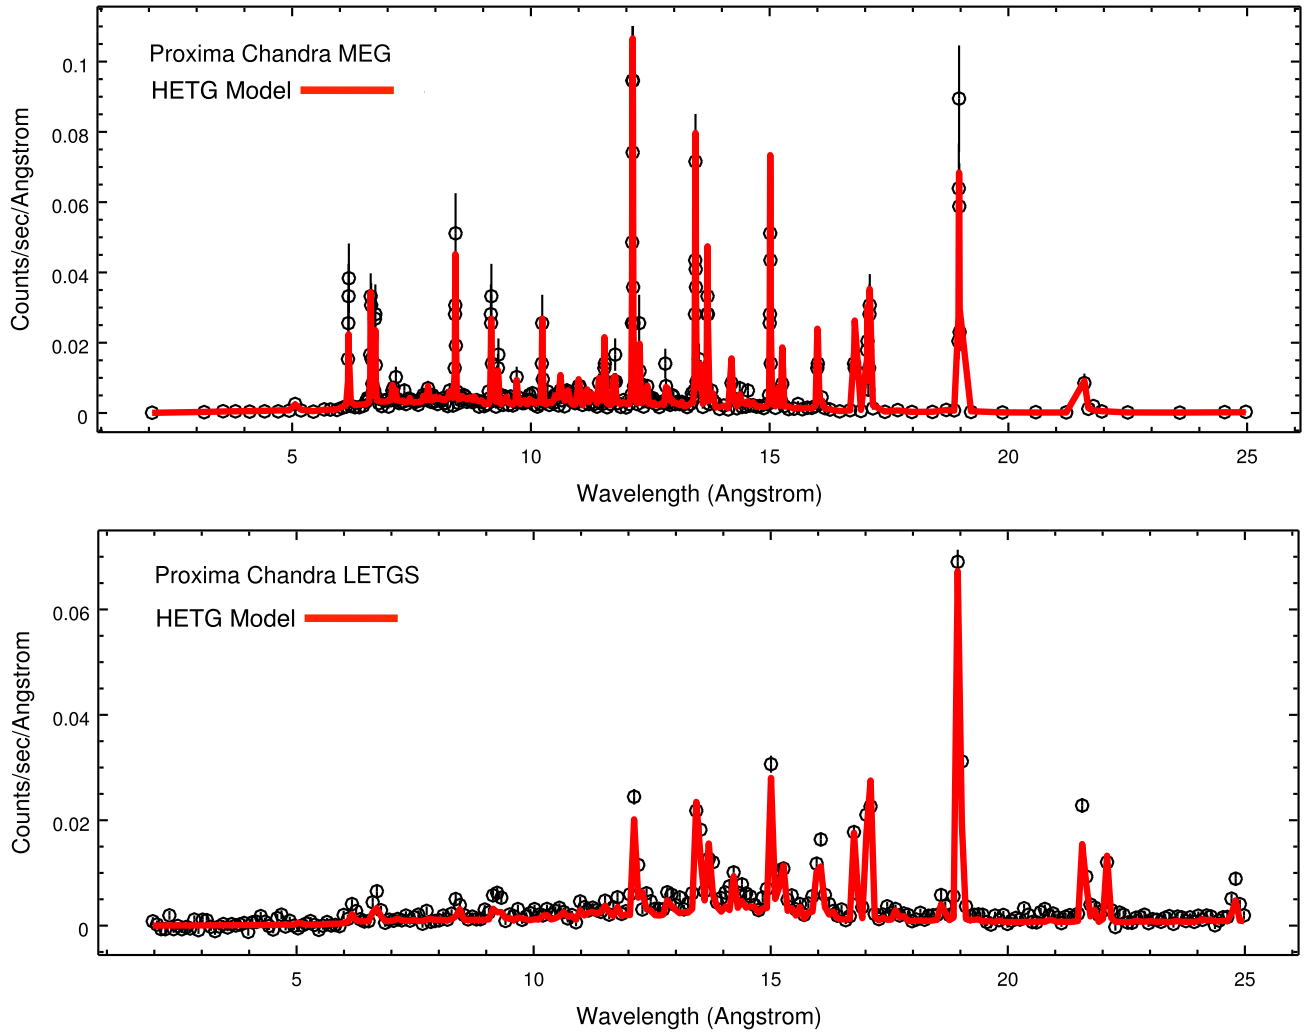 Proxima Chandra MEG
HETG Model
Counts/sec/Angstrom
0.1
0.08
0.06
0.04
0.02
0
5
10
15
20
25
Wavelength (Angstrom)
Proxima Chandra LETGS
HETG Model
Counts/sec/Angstrom
0.06
0.04
0.02
0
5
10
15
20
25
Wavelength (Angstrom)